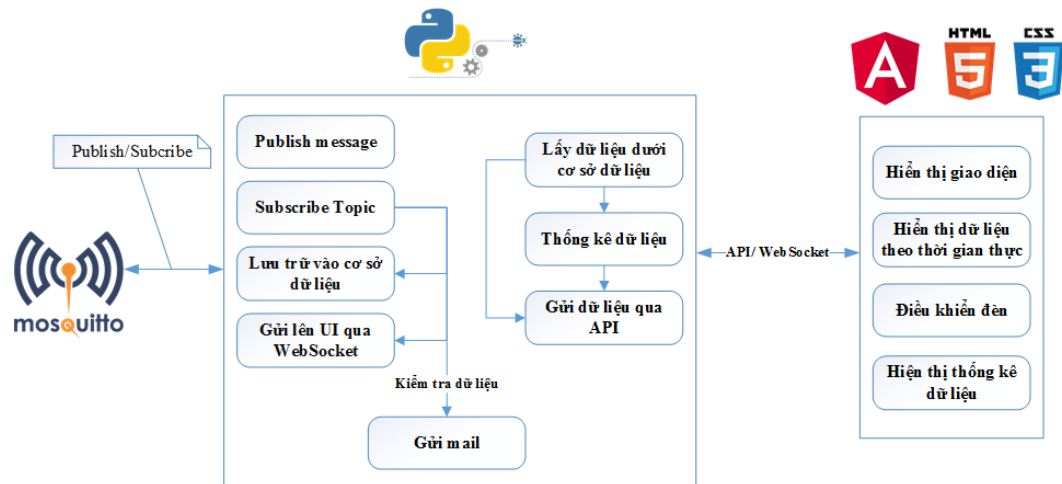 HTML
CSS
Publish/Subcribe
Publish message
Subscribe Topic
Lưu trữ vào cơ sở
dữ liệu
Gửi lên UI qua
WebSocket
Kiểm tra dữ liệu
Gửi mail
Lấy dữ liệu dưới
cơ sở dữ liệu
Thống kê dữ liệu
Gửi dữ liệu qua
API
API/ WebSocket
Hiển thị giao diện
Hiển thị dữ liệu
theo thời gian thực
Điều khiển đèn
Hiện thị thống kê
dữ liệu
mosquitto
A
5
3